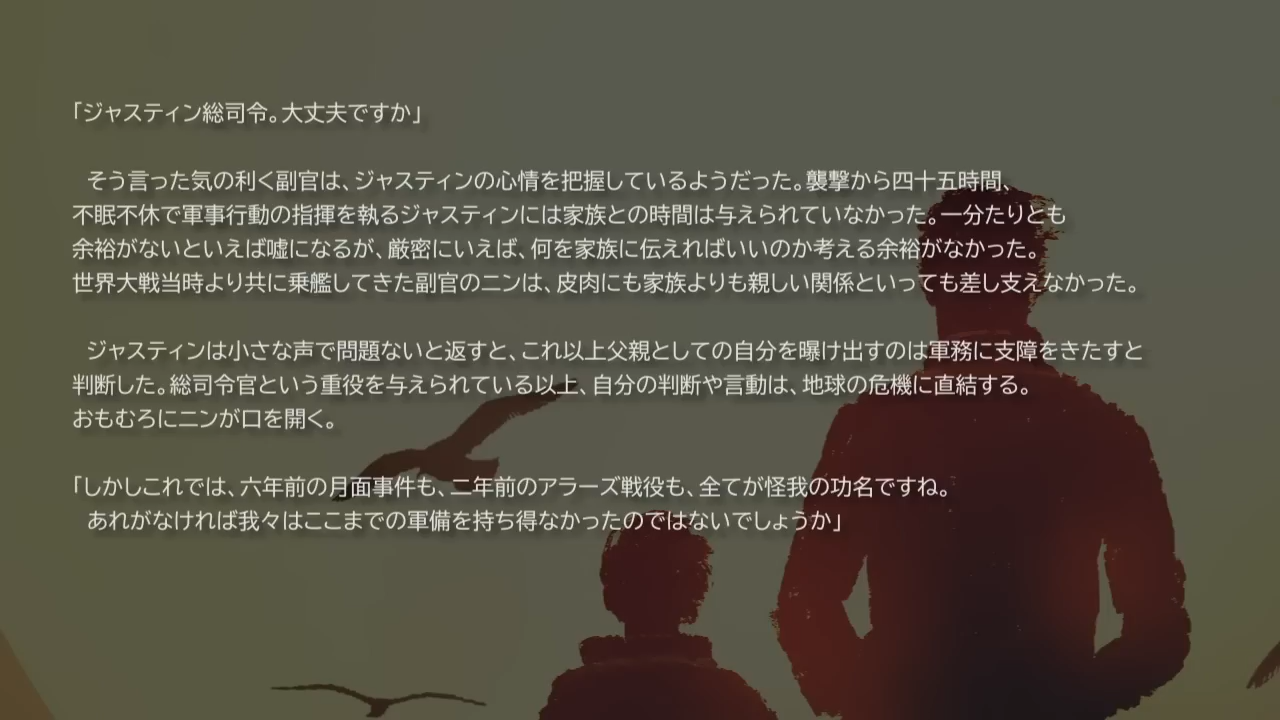 「ジャスティン総司令。大丈夫ですか」
そう言った気の利く副官は、ジャスティンの心情を把握しているようだった。襲撃から四十五時間、
不眠不休で軍事行動の指揮を執るジャスティンには家族との時間は与えられていなかった。一分たりとも
余裕がないといえば嘘になるが、厳密にいえば、何を家族に伝えればいいのか考える余裕がなかった。
世界大戦当時より共に乗艦してきた副官のニンは、皮肉にも家族よりも親しい関係といっても差し支えなかった。
ジャスティンは小さな声で問題ないと返すと、これ以上父親としての自分を曝け出すのは軍務に支障をきたすと
判断した。総司令官という重役を与えられている以上、自分の判断や言動は、地球の危機に直結する。
おもむろにニンが口を開く。
「しかしこれでは、六年前の月面事件も、二年前のアラーズ戦役も、全てが怪我の功名ですね。
あれがなければ我々はここまでの軍備を持ち得なかったのではないでしょうか」